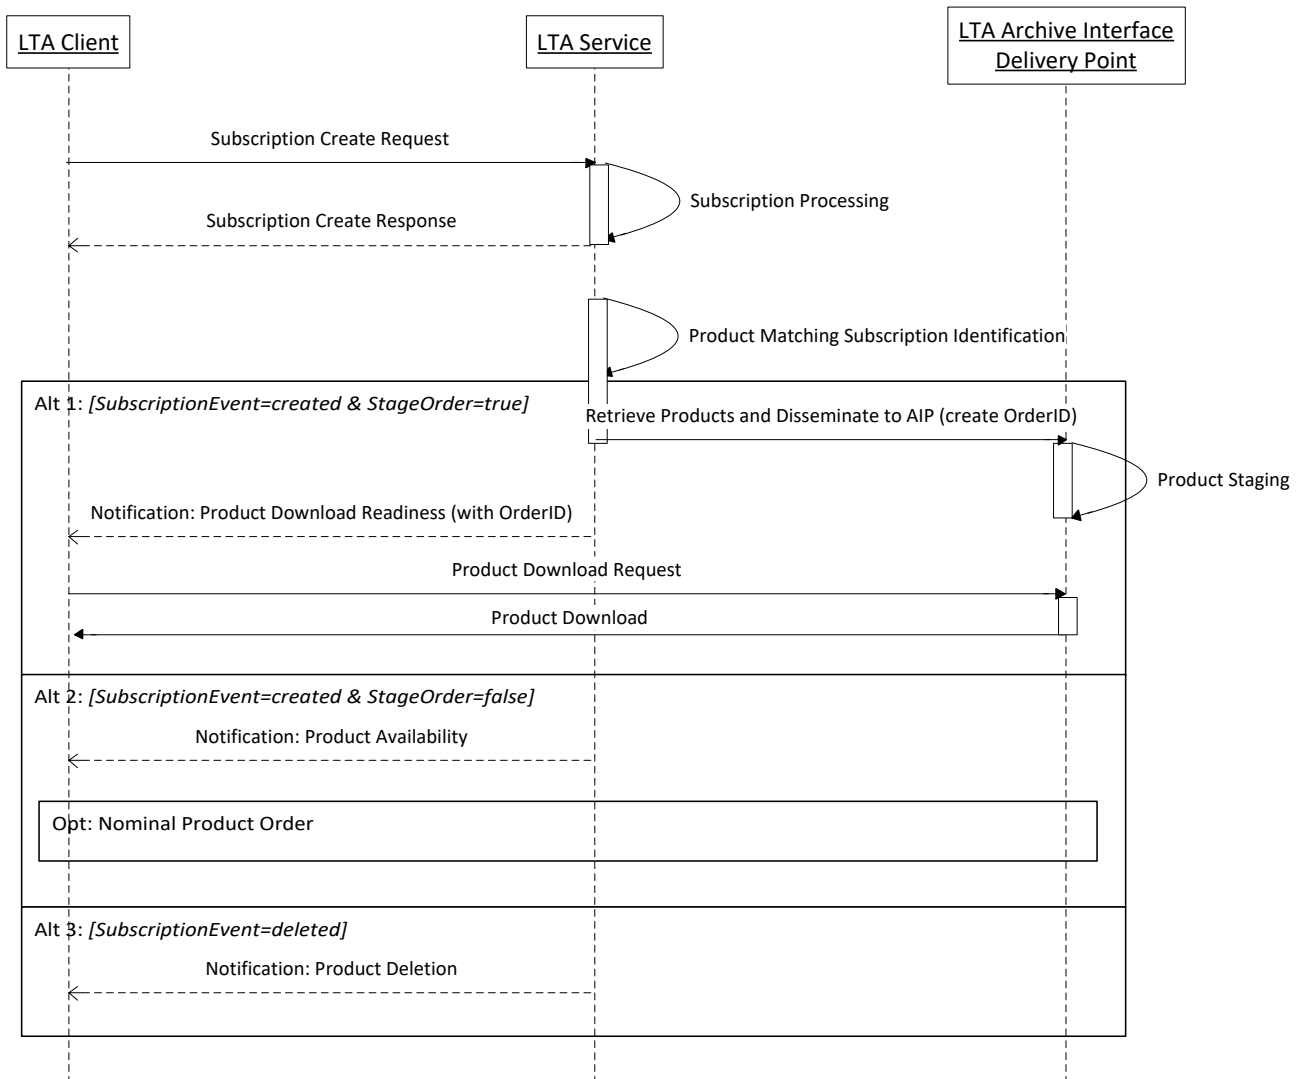 LTA Client
LTA Service
LTA Archive Interface
Delivery Point
Subscription Create Request
Subscription Processing
Subscription Create Response
Product Matching Subscription Identification
Alt 1: [SubscriptionEvent=created & StageOrder=true]
Retrieve Products and Disseminate to AIP (create OrderID)
Product Staging
Notification: Product Download Readiness (with OrderID)
Product Download Request
Product Download
Alt 2: [SubscriptionEvent=created & StageOrder=false]
Notification: Product Availability
Opt: Nominal Product Order
Alt 3: [SubscriptionEvent=deleted]
Notification: Product Deletion